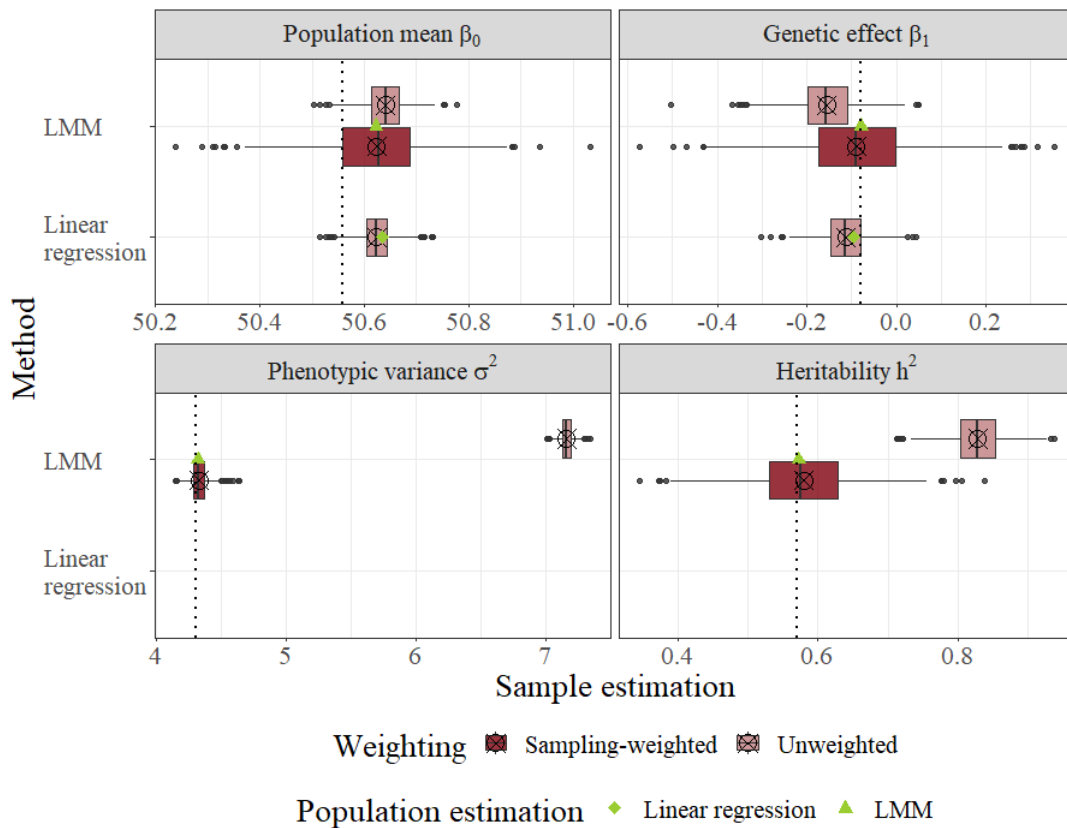 Population mean β₀
Genetic effect β₁
LMM
Linear
regression
50.2 50.4 50.6 50.8 51.0
-0.6 -0.4 -0.2 0.0 0.2
Method
Phenotypic variance σ²
Heritability h²
LMM
Linear
regression
4 5 6 7
0.4 0.6 0.8
Sample estimation
Weighting Sampling-weighted Unweighted
Population estimation Linear regression LMM